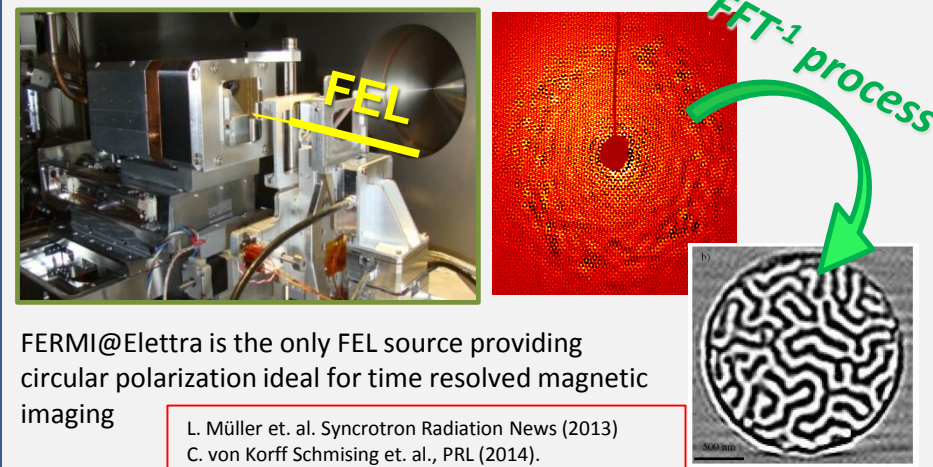 FEL
FFT-1 process
b)
500 nm
FERMI@Elettra is the only FEL source providing
circular polarization ideal for time resolved magnetic
imaging
L. Müller et. al. Syncrotron Radiation News (2013)
C. von Korff Schmising et. al., PRL (2014).